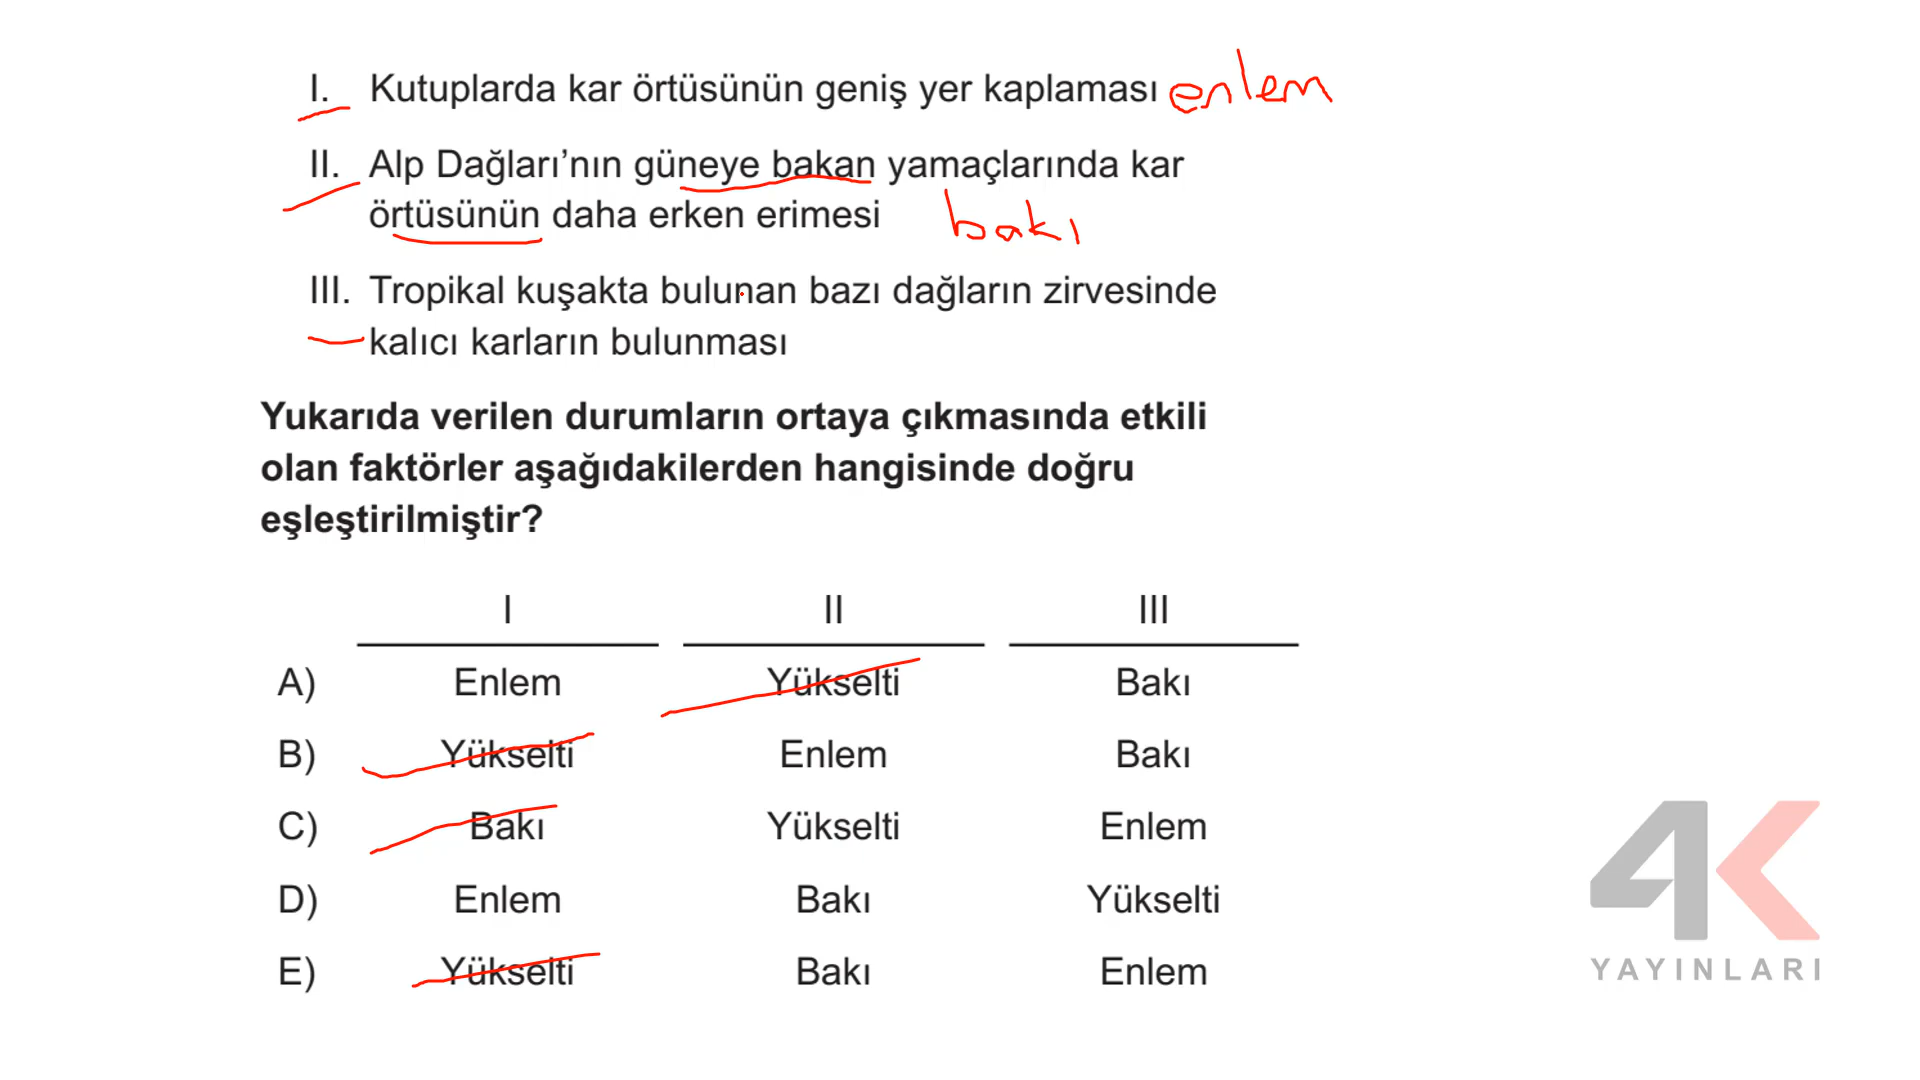 I. Kutuplarda kar örtüsünün geniş yer kaplaması enlem
II. Alp Dağları’nın güneye bakan yamaçlarında kar
örtüsünün daha erken erimesi bakı
III. Tropikal kuşakta bulunan bazı dağların zirvesinde
kalıcı karların bulunması
Yukarıda verilen durumların ortaya çıkmasında etkili
olan faktörler aşağıdakilerden hangisinde doğru
eşleştirilmiştir?
I II III
A) Enlem Yükselti Bakı
B) Yükselti Enlem Bakı
C) Bakı Yükselti Enlem
D) Enlem Bakı Yükselti
E) Yükselti Bakı Enlem
4K
YAYINLARI